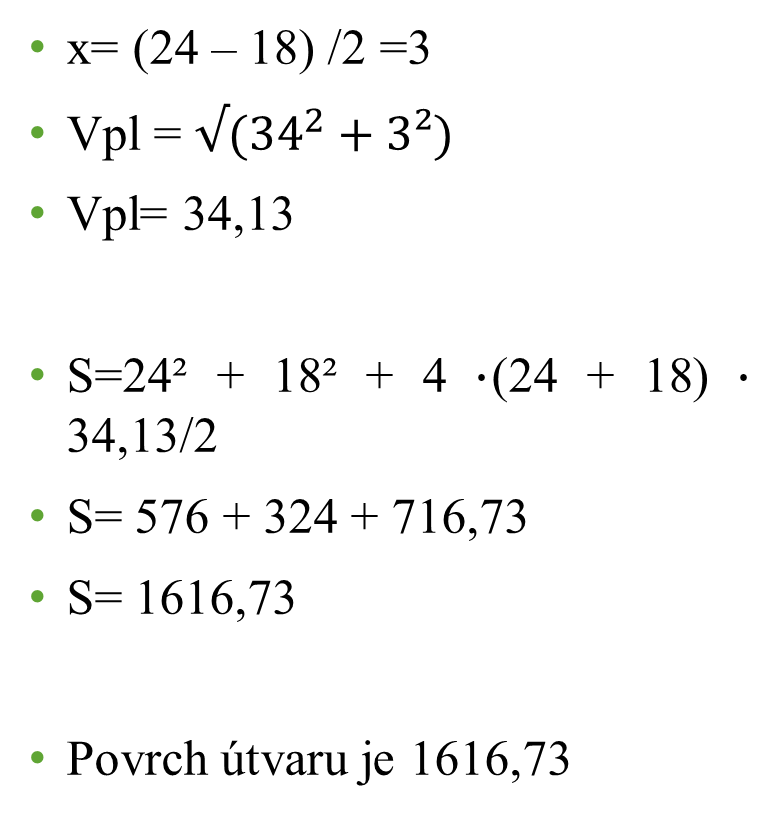 • x= (24 – 18) /2 =3
• Vpl = √(34² + 3²)
• Vpl= 34,13
• S=24² + 18² + 4 ·(24 + 18) ·
34,13/2
• S= 576 + 324 + 716,73
• S= 1616,73
• Povrch útvaru je 1616,73